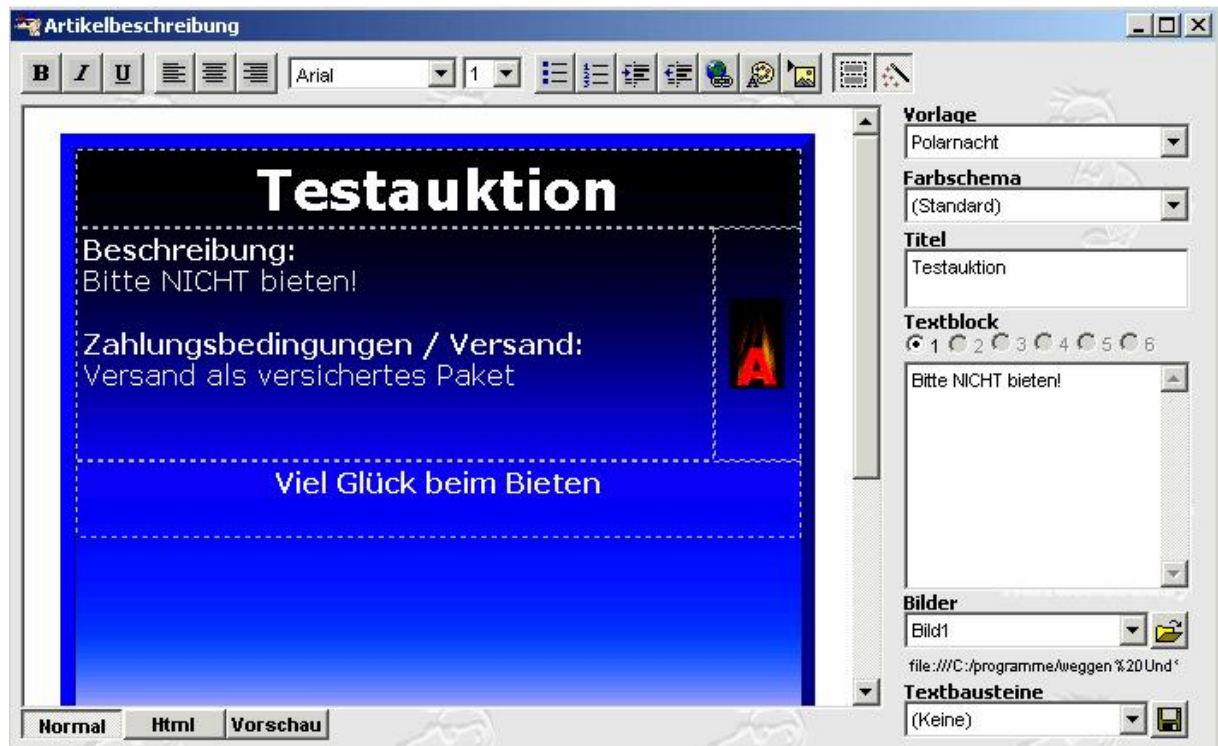 Artikelbeschreibung
B I U Arial 1
Vorlage
Polarnacht
Farbschema
(Standard)
Titel
Testauktion
Textblock
1 2 3 4 5 6
Bitte NICHT bieten!
Bilder
Bild1
file:///C:/programme/weggen%20Und
Textbausteine
(Keine)
Testauktion
Beschreibung:
Bitte NICHT bieten!
Zahlungsbedingungen / Versand:
Versand als versichertes Paket
A
Viel Glück beim Bieten
Normal Html Vorschau